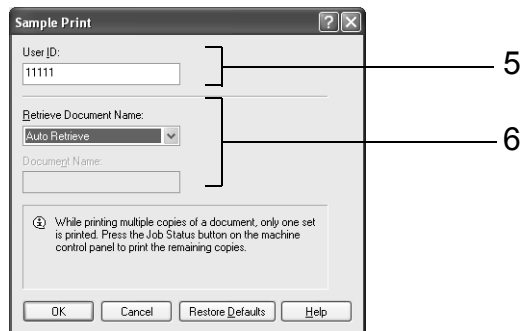 Sample Print
User ID:
11111
5
Retrieve Document Name:
Auto Retrieve
6
Document Name:
While printing multiple copies of a document, only one set
is printed. Press the Job Status button on the machine
control panel to print the remaining copies.
OK Cancel Restore Defaults Help